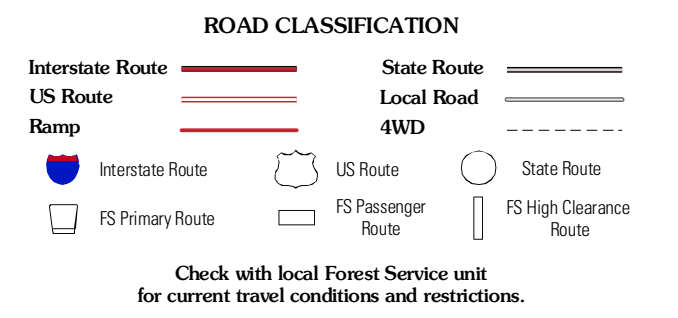 ROAD CLASSIFICATION
Interstate Route
State Route
US Route
Local Road
Ramp
4WD
Interstate Route
US Route
State Route
FS Primary Route
FS Passenger
Route
FS High Clearance
Route
Check with local Forest Service unit
for current travel conditions and restrictions.